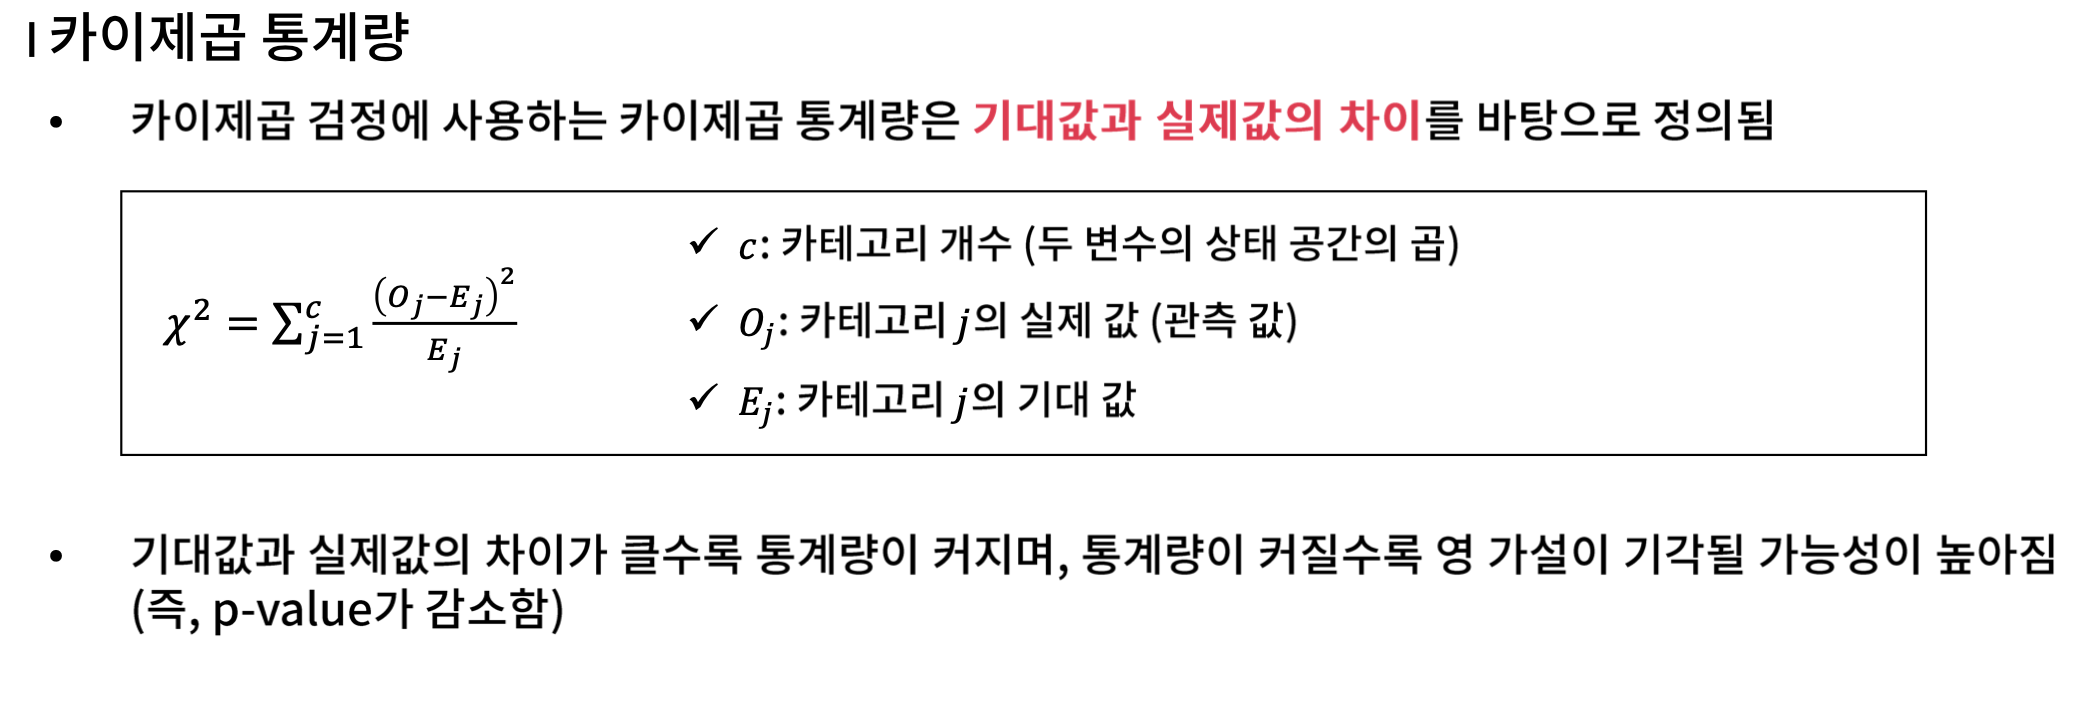 I 카이제곱 통계량
• 카이제곱 검정에 사용하는 카이제곱 통계량은 기대값과 실제값의 차이를 바탕으로 정의됨
✓ c: 카테고리 개수 (두 변수의 상태 공간의 곱)
χ² = ∑_{j=1}^{c} (O_j−E_j)² / E_j
✓ O_j: 카테고리 j의 실제 값 (관측 값)
✓ E_j: 카테고리 j의 기대 값
• 기대값과 실제값의 차이가 클수록 통계량이 커지며, 통계량이 커질수록 영 가설이 기각될 가능성이 높아짐
(즉, p-value가 감소함)